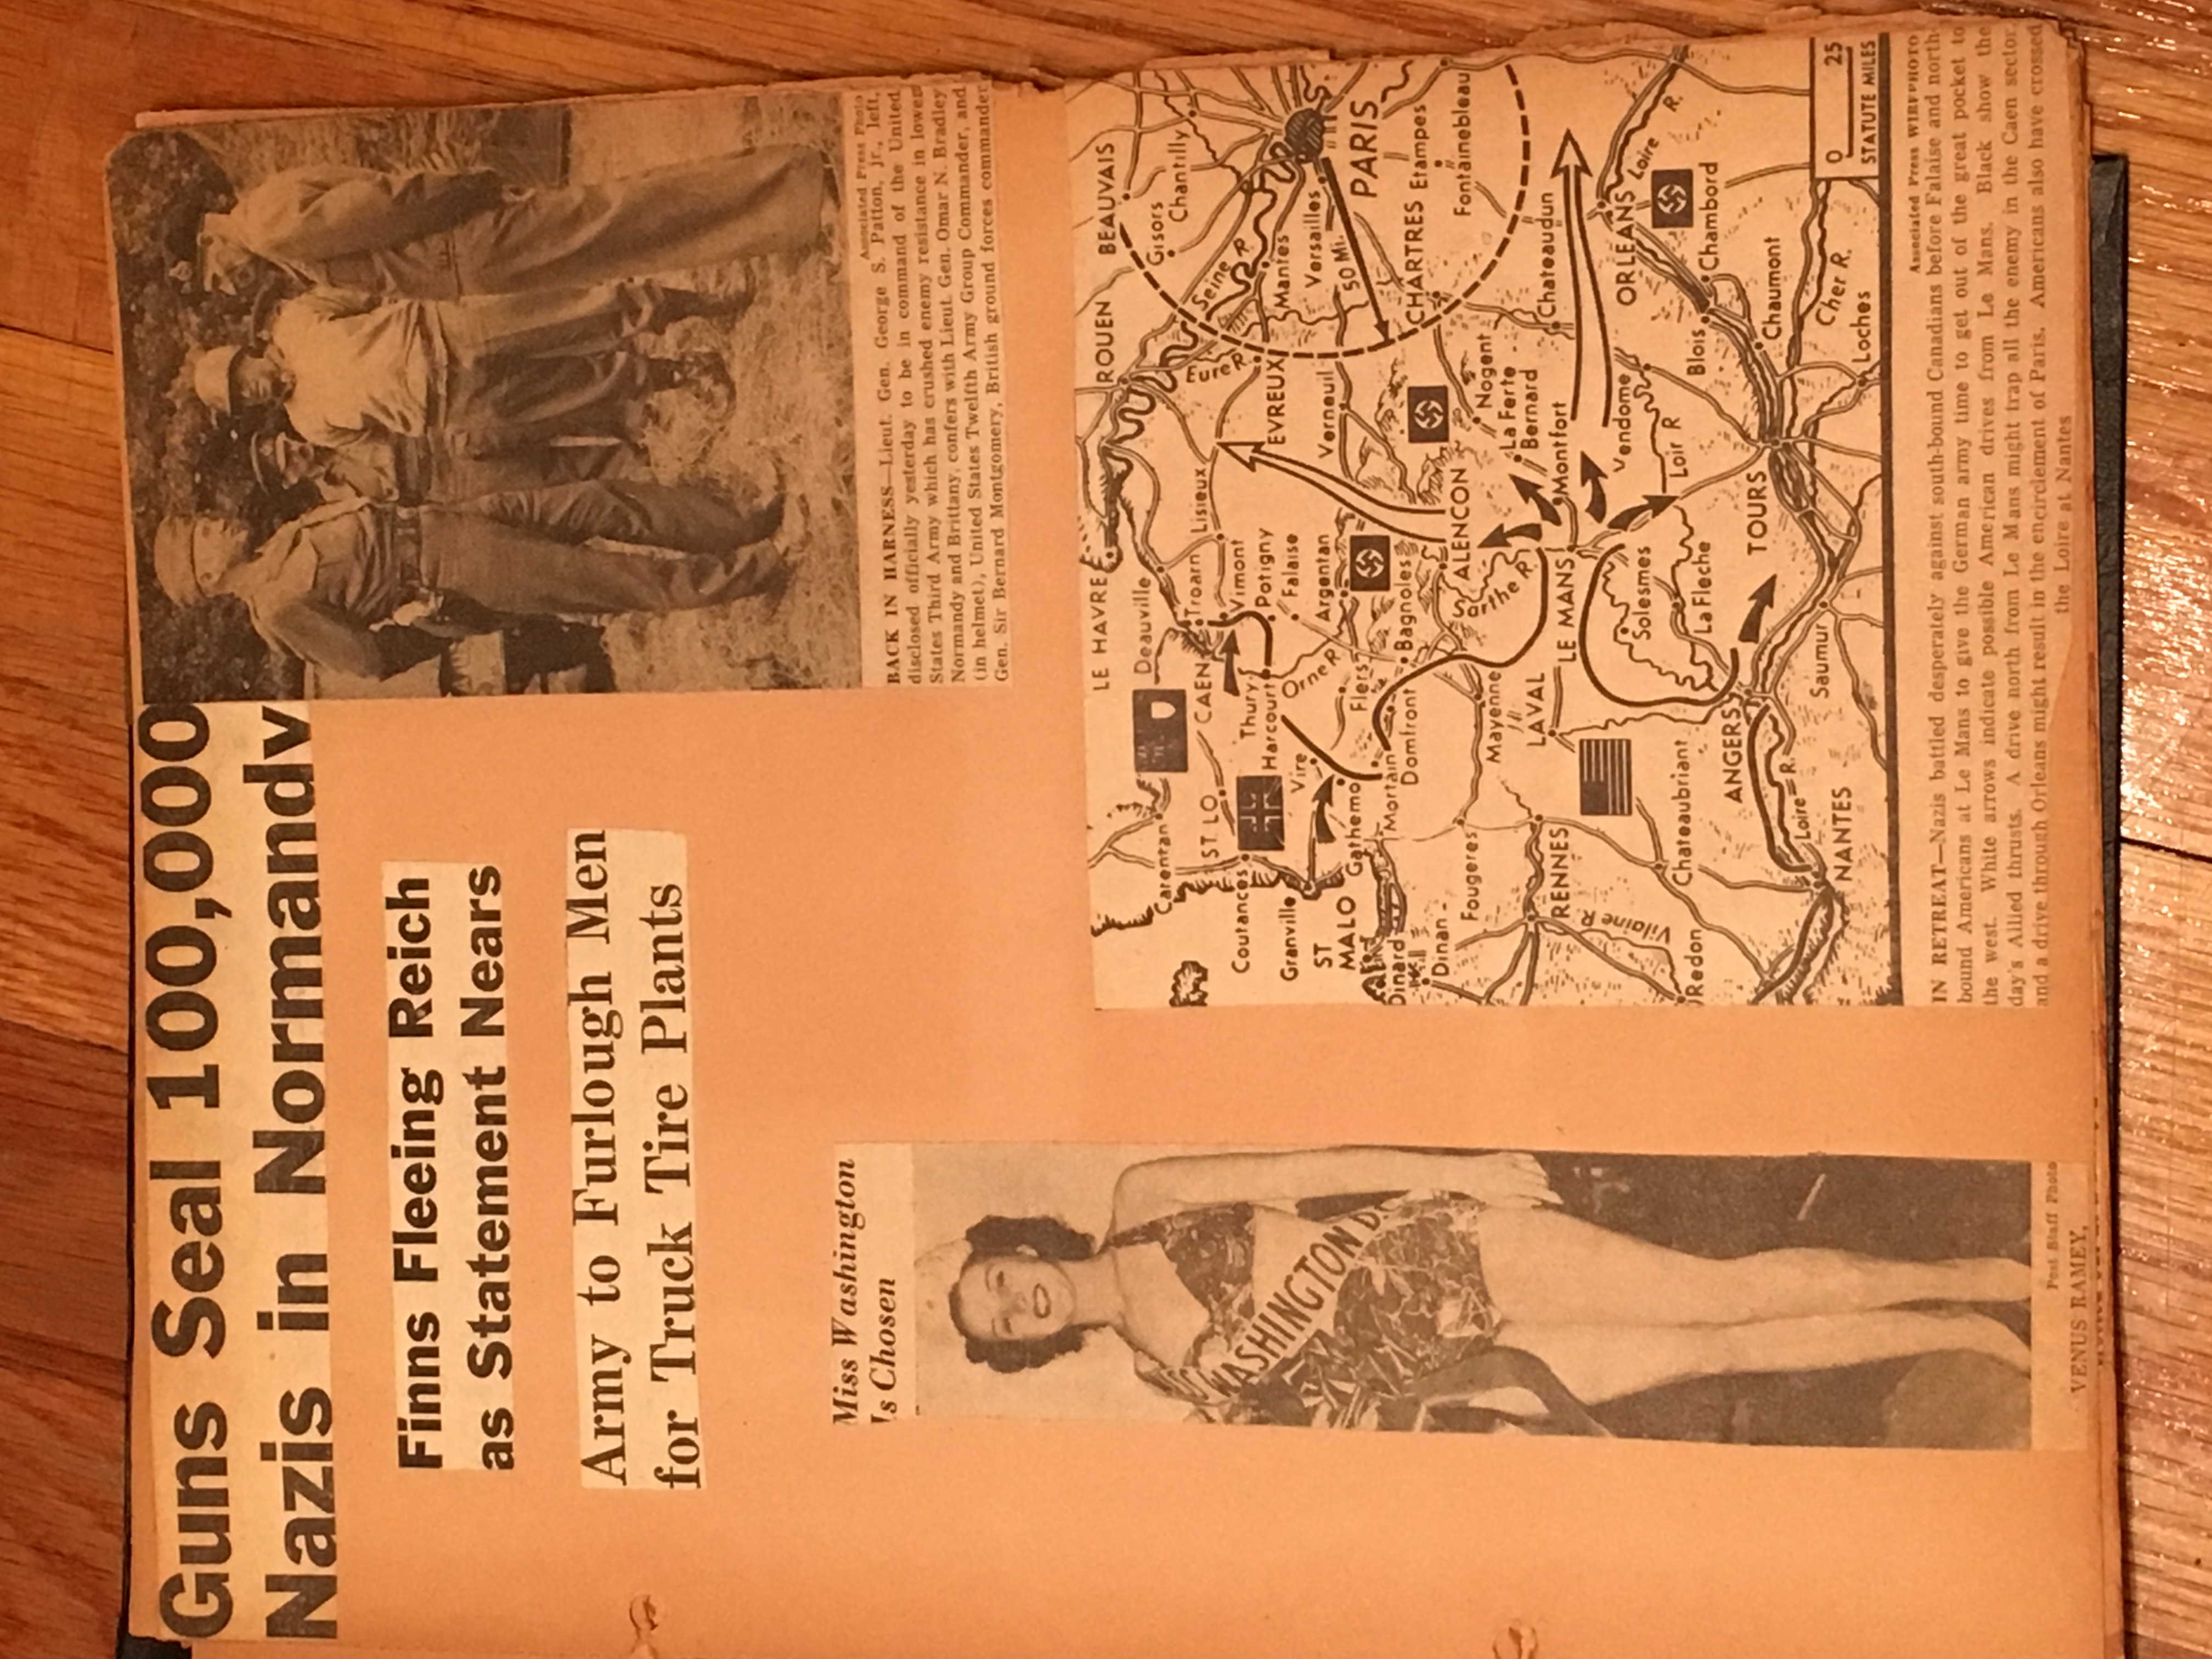 Guns Seal 100,000
Nazis in Normandy
Finns Fleeing Reich
as Statement Nears
Army to Furlough Men
for Truck Tire Plants
Miss Washington
Is Chosen
WASHINGTON D
Post Staff Photo
VENUS RAMEY,
Associated Press Photo
BACK IN HARNESS—Lieut. Gen. George S. Patton, jr., left,
disclosed officially yesterday to be in command of the United
States Third Army which has crushed enemy resistance in lower
Normandy and Brittany, confers with Lieut. Gen. Omar N. Bradley
(in helmet), United States Twelfth Army Group Commander, and
Gen. Sir Bernard Montgomery, British ground forces commander
LE HAVRE
ROUEN
BEAUVAIS
Deauville
Gisors
Carentan
Chantilly
ST LO
CAEN
Troarn
Lisieux
Eure R.
Seine R.
Coutances
Thury
Harcourt
Vimont
Potigny
EVREUX
Mantes
Granville
Vire
Orne R.
Falaise
Versailles
ST
MALO
Gathemo
Flers
Argentan
Verneuil
50 Mi.
PARIS
Dinard
Mortain
Domfront
Bagnoles
CHARTRES
Etampes
Dinan
Fougeres
ALENCON
Fontainebleau
Mayenne
Sarthe R.
Nogent
La Ferte
Bernard
LAVAL
RENNES
LE MANS
Montfort
Chateaudun
Vilaine R.
Vendome
ORLEANS
Loire R.
Solesmes
Loir R
Redon
Chateaubriant
La Fleche
Blois
Chambord
ANGERS
TOURS
Chaumont
Loire R.
Saumur
Cher R.
NANTES
Loches
0 25
STATUTE MILES
Associated Press WIREPHOTO
IN RETREAT—Nazis battled desperately against south-bound Canadians before Falaise and north-
bound Americans at Le Mans to give the German army time to get out of the great pocket to
the west. White arrows indicate possible American drives from Le Mans. Black show the
day's Allied thrusts. A drive north from Le Mans might trap all the enemy in the Caen sector
and a drive through Orleans might result in the encirclement of Paris. Americans also have crossed
the Loire at Nantes